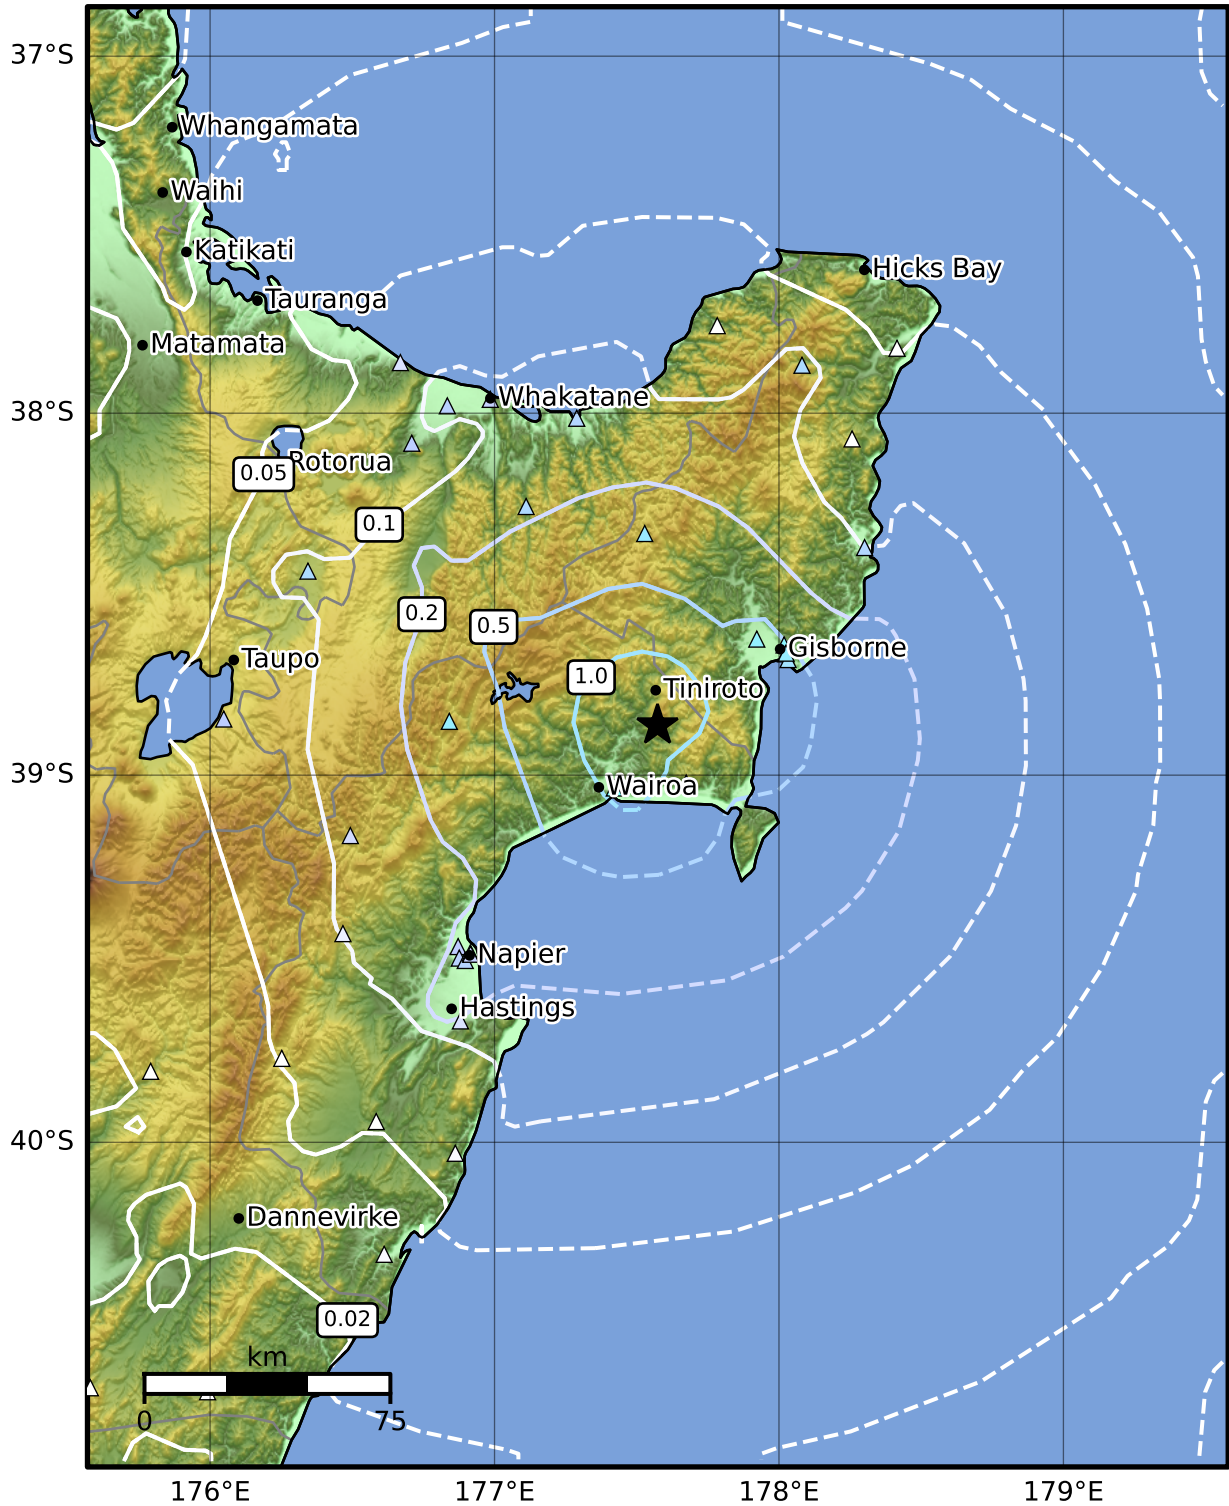 37°S
Whangamata
Waihi
Katikati
Hicks Bay
Tauranga
Matamata
Whakatane
38°S
Rotorua
0.05
0.1
0.2
0.5
Gisborne
Taupo
1.0
Tiniroto
39°S
Wairoa
Napier
Hastings
40°S
Dannevirke
0.02
km
0
75
176°E
177°E
178°E
179°E